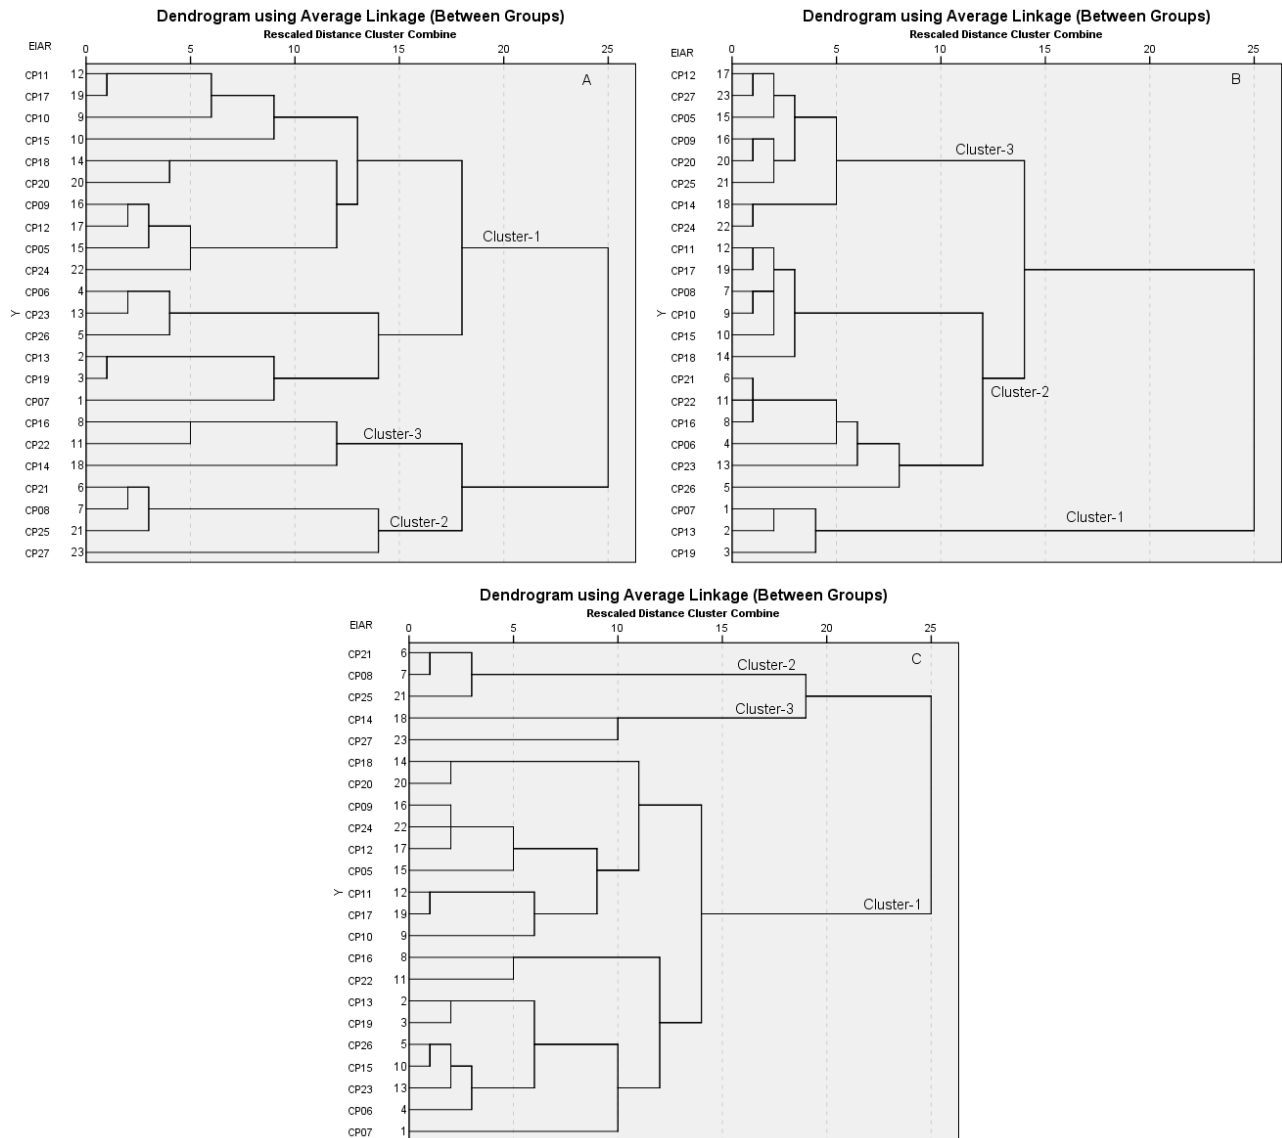 Dendrogram using Average Linkage (Between Groups)
Rescaled Distance Cluster Combine
EIAR
0 5 10 15 20 25
A
CP11 12
CP17 19
CP10 9
CP15 10
CP18 14
CP20 20
CP09 16
CP12 17
CP05 15
Cluster-1
CP24 22
CP06 4
Y CP23 13
CP26 5
CP13 2
CP19 3
CP07 1
CP16 8
Cluster-3
CP22 11
CP14 18
CP21 6
CP08 7
Cluster-2
CP25 21
CP27 23
Dendrogram using Average Linkage (Between Groups)
Rescaled Distance Cluster Combine
EIAR
0 5 10 15 20 25
B
CP12 17
CP27 23
CP05 15
CP09 16
Cluster-3
CP20 20
CP25 21
CP14 18
CP24 22
CP11 12
CP17 19
CP08 7
Y CP10 9
CP15 10
CP18 14
CP21 6
Cluster-2
CP22 11
CP16 8
CP06 4
CP23 13
CP26 5
CP07 1
Cluster-1
CP13 2
CP19 3
Dendrogram using Average Linkage (Between Groups)
Rescaled Distance Cluster Combine
EIAR
0 5 10 15 20 25
C
CP21 6
Cluster-2
CP08 7
CP25 21
Cluster-3
CP14 18
CP27 23
CP18 14
CP20 20
CP09 16
CP24 22
CP12 17
CP05 15
Y CP11 12
Cluster-1
CP17 19
CP10 9
CP16 8
CP22 11
CP13 2
CP19 3
CP26 5
CP15 10
CP23 13
CP06 4
CP07 1